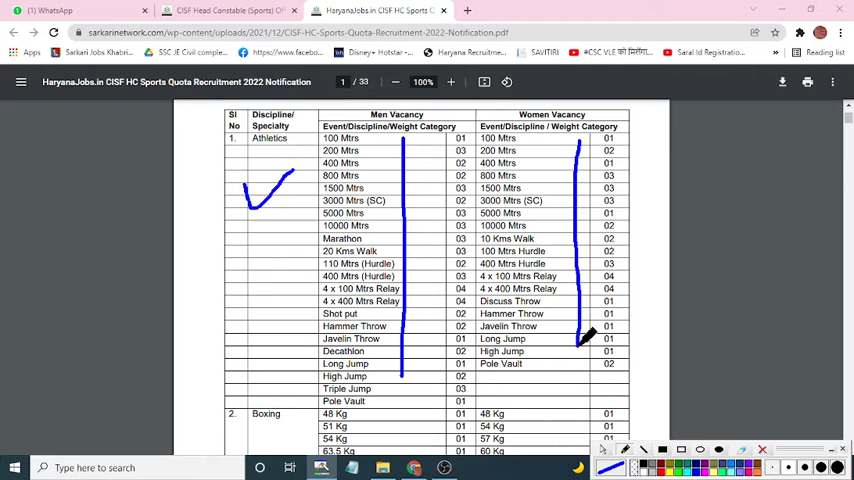 (1) WhatsApp
CISF Head Constable (Sports) Off
HaryanaJobs.in CISF HC Sports Q
sarkarinetwork.com/wp-content/uploads/2021/12/CISF-HC-Sports-Quota-Recruitment-2022-Notification.pdf
Apps
Sarkari Jobs Khabri...
SSC JE Civil comple...
https://www.facebo...
Disney+ Hotstar -...
Haryana Recruitme...
SAVITIRI
Saral Id Registratio...
Reading list
HaryanaJobs.in CISF HC Sports Quota Recruitment 2022 Notification
1 / 33
100%
Sl No Discipline/ Specialty Men Vacancy Women Vacancy
Event/Discipline/Weight Category Event/Discipline / Weight Category
1. Athletics 100 Mtrs 01 100 Mtrs 01
200 Mtrs 03 200 Mtrs 02
400 Mtrs 02 400 Mtrs 01
800 Mtrs 02 800 Mtrs 03
1500 Mtrs 03 1500 Mtrs 03
3000 Mtrs (SC) 02 3000 Mtrs (SC) 03
5000 Mtrs 03 5000 Mtrs 01
10000 Mtrs 03 10000 Mtrs 02
Marathon 03 10 Kms Walk 02
20 Kms Walk 03 100 Mtrs Hurdle 02
110 Mtrs (Hurdle) 02 400 Mtrs Hurdle 03
400 Mtrs (Hurdle) 03 4 x 100 Mtrs Relay 04
4 x 100 Mtrs Relay 04 4 x 400 Mtrs Relay 04
4 x 400 Mtrs Relay 04 Discuss Throw 01
Shot put 02 Hammer Throw 01
Hammer Throw 02 Javelin Throw 01
Javelin Throw 01 Long Jump 01
Decathlon 02 High Jump 01
Long Jump 01 Pole Vault 02
High Jump 02
Triple Jump 03
Pole Vault 01
2. Boxing 48 Kg 01 48 Kg 01
51 Kg 01 54 Kg 01
54 Kg 01 57 Kg 01
63.5 Kg 01 60 Kg
Type here to search